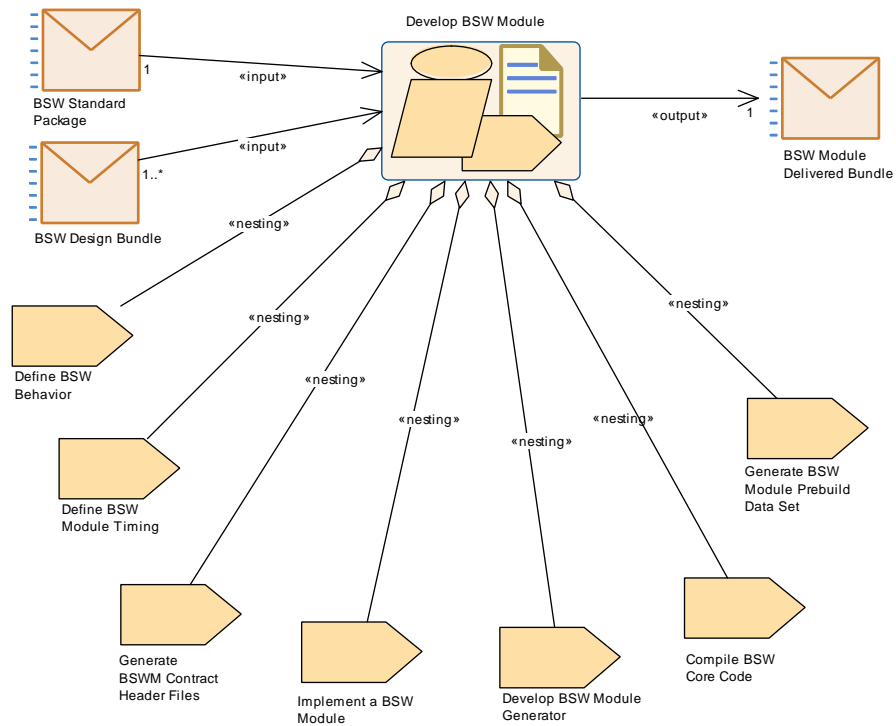 Develop BSW Module
«input»
1
BSW Standard
Package
«input»
1..*
BSW Design Bundle
«output»
1
BSW Module
Delivered Bundle
«nesting»
«nesting»
«nesting»
«nesting»
«nesting»
«nesting»
«nesting»
Define BSW
Behavior
Define BSW
Module Timing
Generate
BSWM Contract
Header Files
Implement a BSW
Module
Develop BSW Module
Generator
Compile BSW
Core Code
Generate BSW
Module Prebuild
Data Set